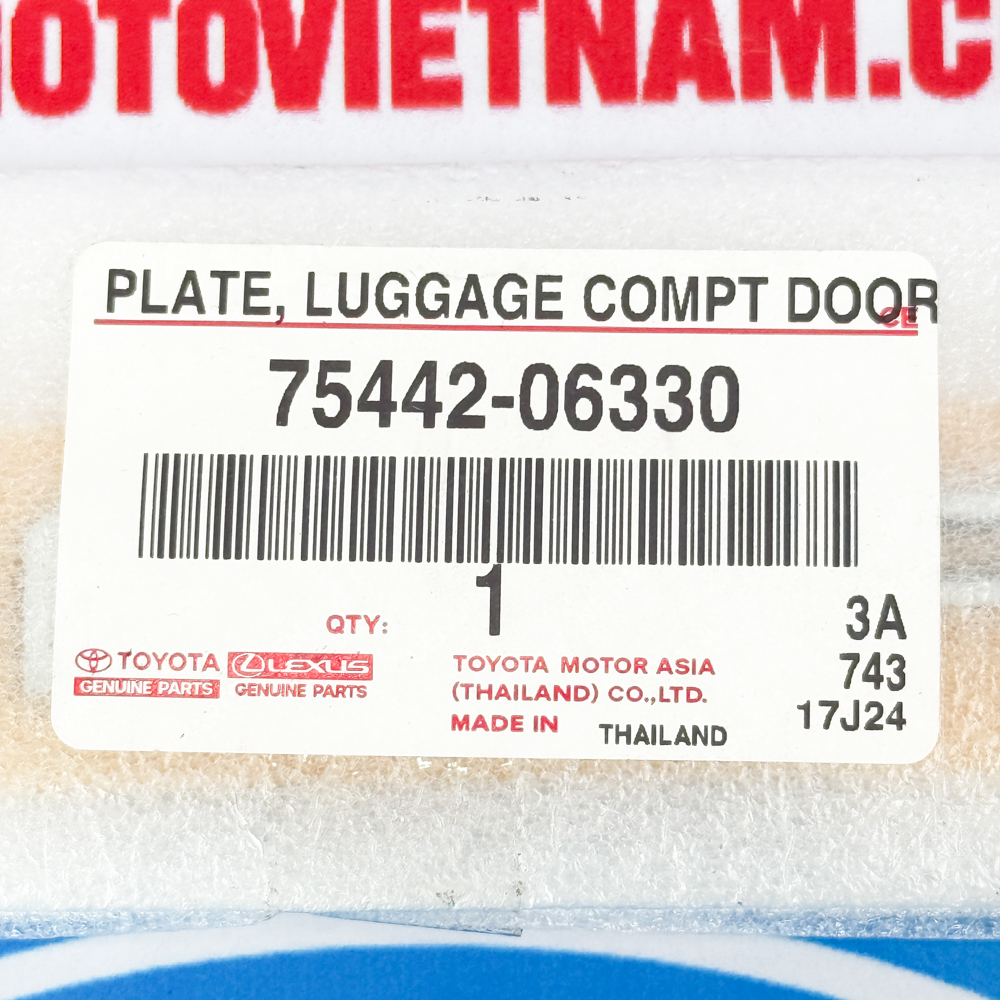 OTOVIETNAM.C
PLATE, LUGGAGE COMPT DOOR
CE
75442-06330
1
QTY:
3A
TOYOTA LEXUS
GENUINE PARTS GENUINE PARTS
TOYOTA MOTOR ASIA
(THAILAND) CO.,LTD.
MADE IN THAILAND
743
17J24